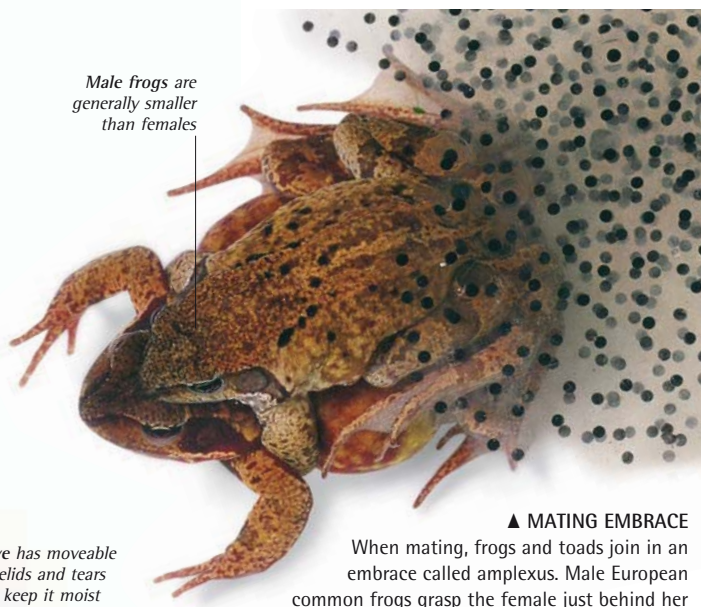 Male frogs are
generally smaller
than females
has moveable
elids and tears
keep it moist
▲ MATING EMBRACE
When mating, frogs and toads join in an
embrace called amplexus. Male European
common frogs grasp the female just behind her